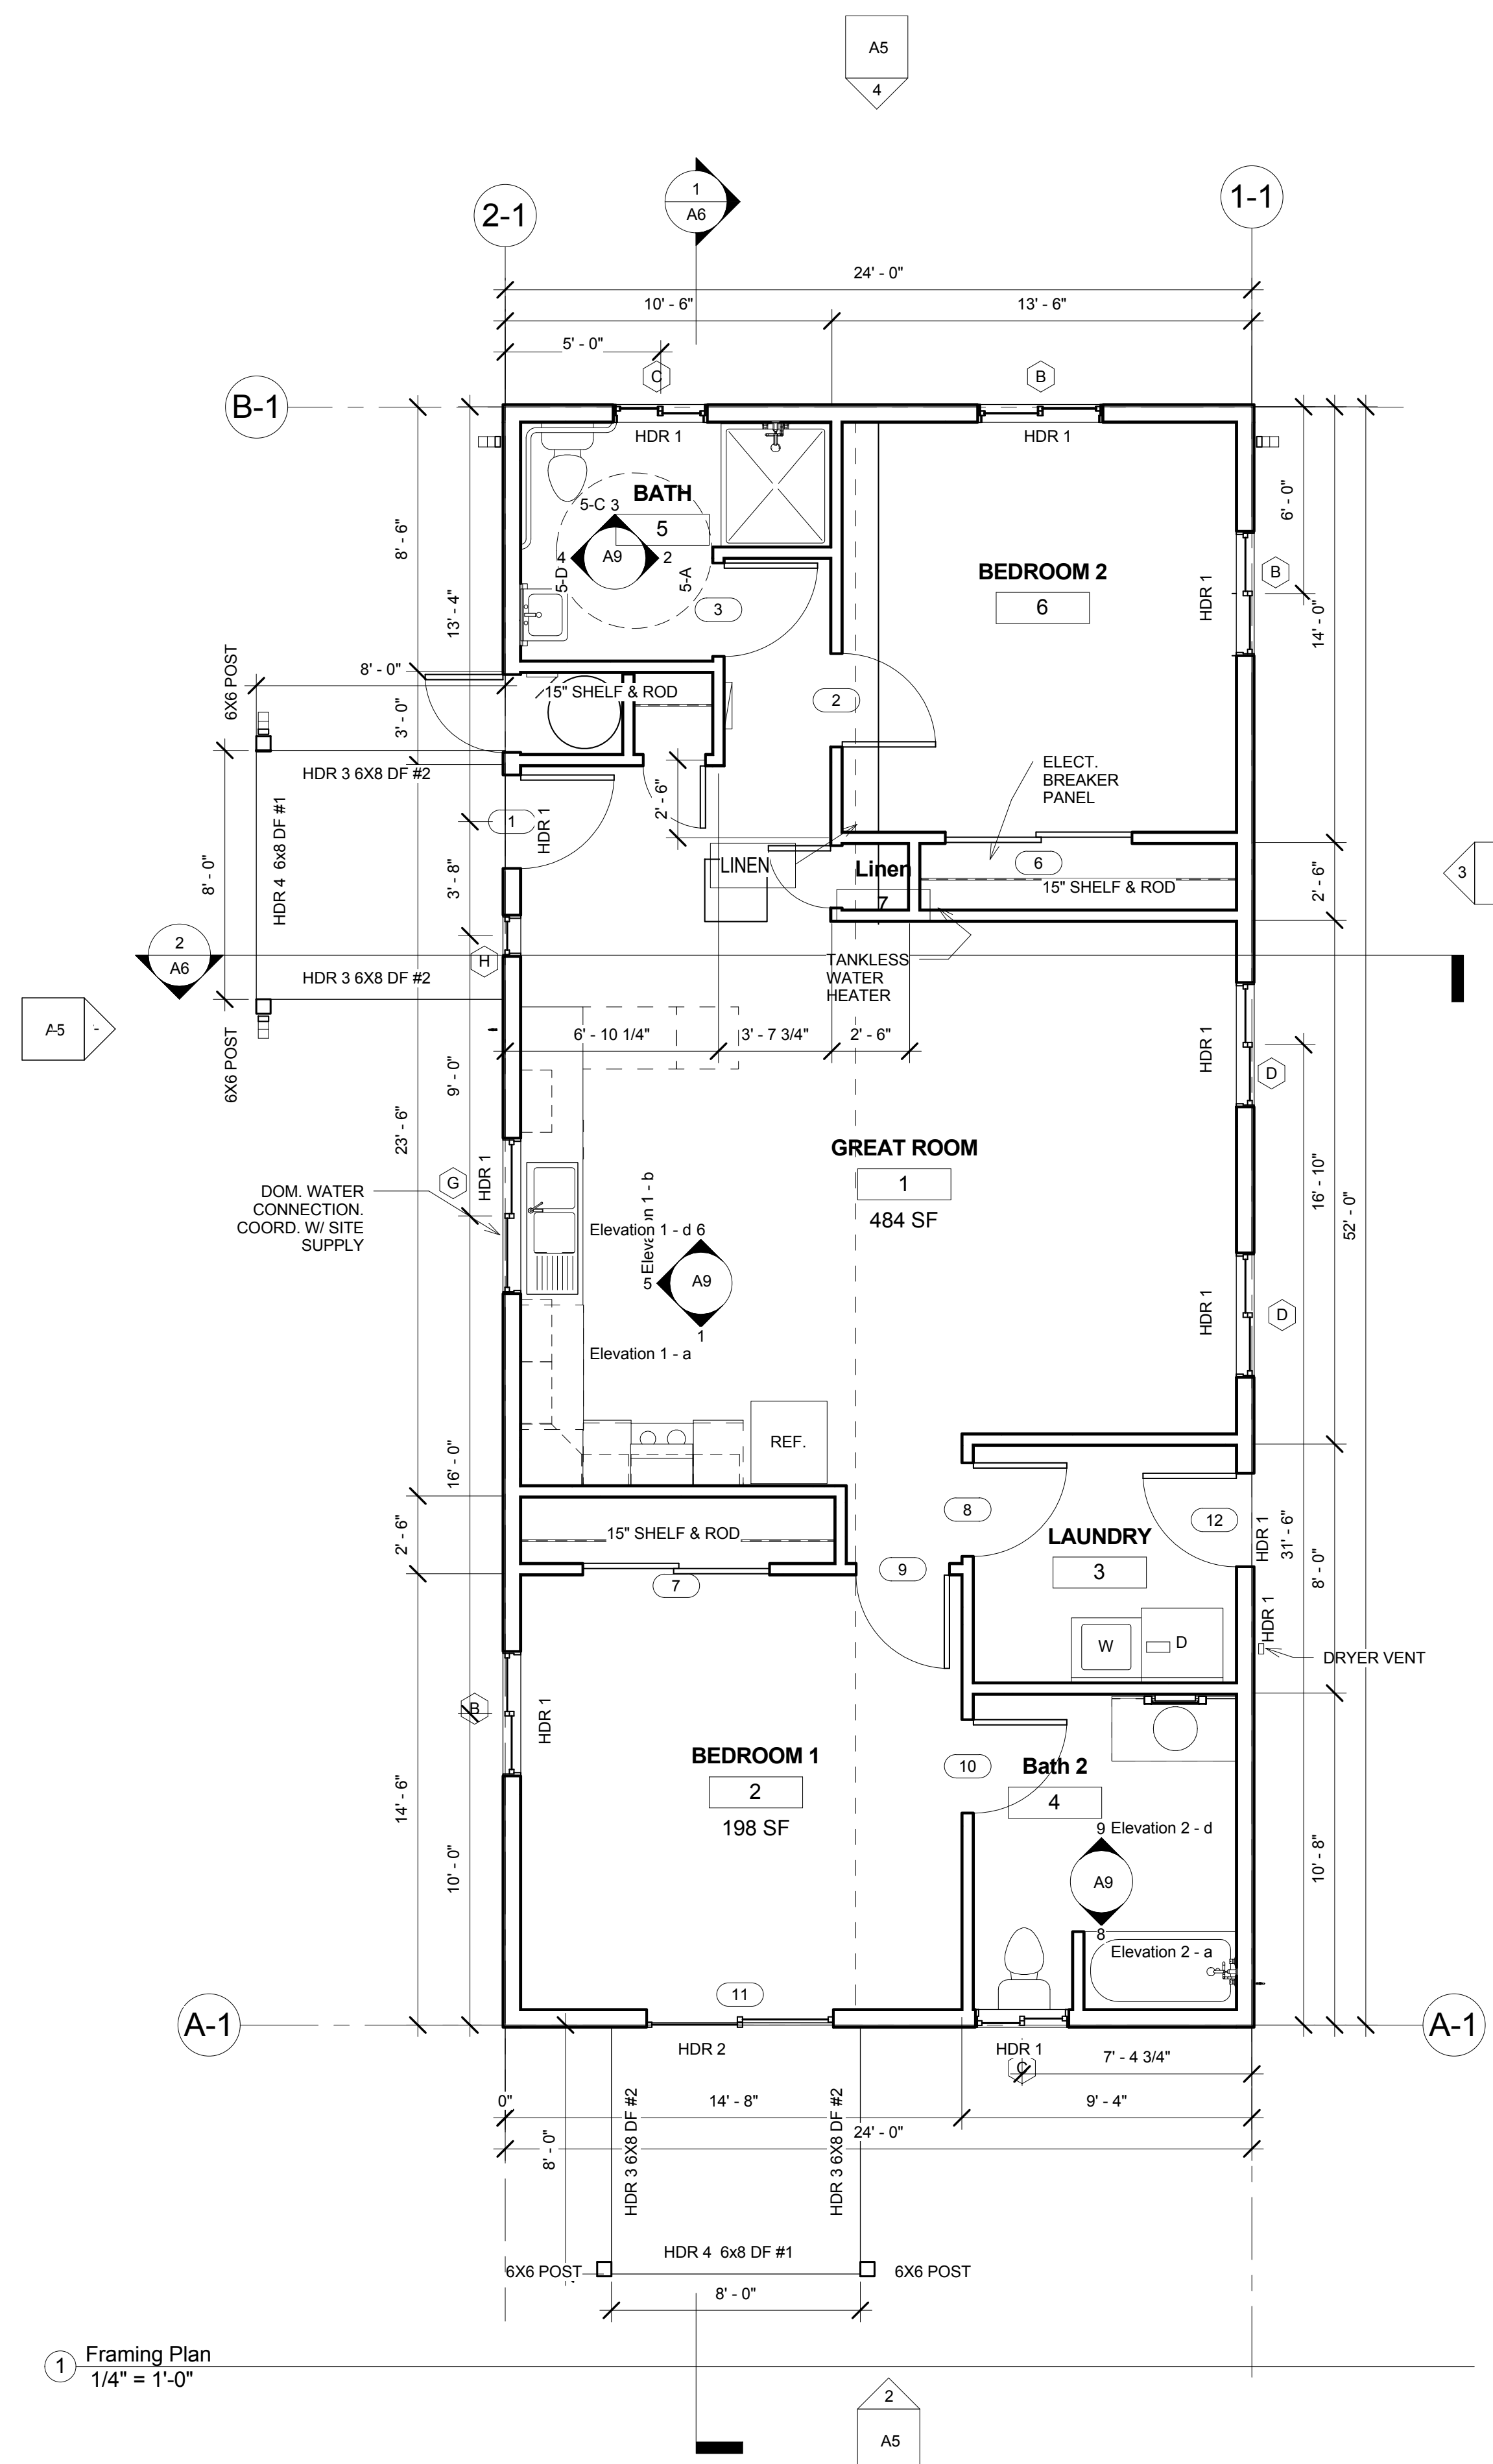 A5
4
2-1
1
A6
1-1
24' - 0"
10' - 6"
13' - 6"
5' - 0"
C
B
B-1
HDR 1
HDR 1
BATH
5
5-C 3
A9
5-D 4
2
5-A
3
8' - 6"
13' - 4"
BEDROOM 2
6
6' - 0"
B
HDR 1
14' - 0"
6X6 POST
8' - 0"
3' - 0"
15" SHELF & ROD
2
HDR 3 6X8 DF #2
HDR 4 6x8 DF #1
8' - 0"
1
HDR 1
2' - 6"
ELECT.
BREAKER
PANEL
3' - 8"
LINEN
Linen
7
6
15" SHELF & ROD
2' - 6"
3
2
A6
H
HDR 3 6X8 DF #2
TANKLESS
WATER
HEATER
A-5
-
6X6 POST
6' - 10 1/4"
3' - 7 3/4"
2' - 6"
HDR 1
D
9' - 0"
23' - 6"
GREAT ROOM
1
484 SF
16' - 10"
52' - 0"
G
HDR 1
DOM. WATER
CONNECTION.
COORD. W/ SITE
SUPPLY
Elevation 1 - b
Elevation 1 - d 6
5
A9
1
Elevation 1 - a
HDR 1
D
REF.
16' - 0"
2' - 6"
15" SHELF & ROD
7
8
9
12
LAUNDRY
3
HDR 1
31' - 6"
8' - 0"
HDR 1
W
D
DRYER VENT
B
HDR 1
BEDROOM 1
2
198 SF
10
Bath 2
4
9 Elevation 2 - d
A9
8
Elevation 2 - a
14' - 6"
10' - 0"
10' - 8"
11
A-1
A-1
HDR 2
HDR 1
C
7' - 4 3/4"
0"
14' - 8"
9' - 4"
24' - 0"
8' - 0"
HDR 3 6X8 DF #2
HDR 3 6X8 DF #2
HDR 4 6x8 DF #1
6X6 POST
6X6 POST
8' - 0"
1
Framing Plan
1/4" = 1'-0"
2
A5